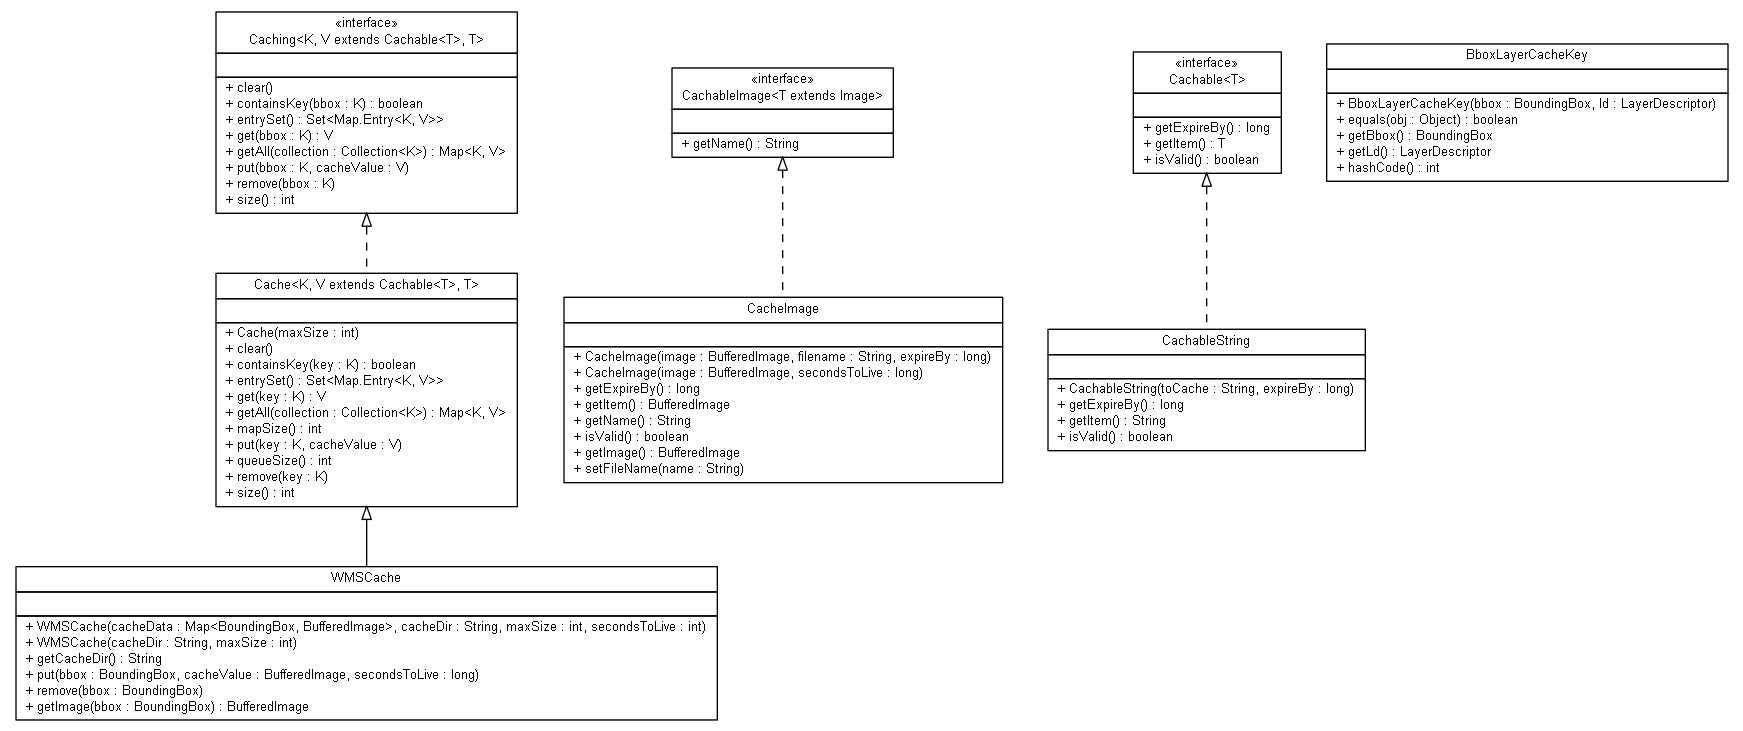 «interface»
Caching<K, V extends Cachable<T>, T>
+ clear()
+ containsKey(bbox : K) : boolean
+ entrySet() : Set<Map.Entry<K, V>>
+ get(bbox : K) : V
+ getAll(collection : Collection<K>) : Map<K, V>
+ put(bbox : K, cacheValue : V)
+ remove(bbox : K)
+ size() : int
Cache<K, V extends Cachable<T>, T>
+ Cache(maxSize : int)
+ clear()
+ containsKey(key : K) : boolean
+ entrySet() : Set<Map.Entry<K, V>>
+ get(key : K) : V
+ getAll(collection : Collection<K>) : Map<K, V>
+ mapSize() : int
+ put(key : K, cacheValue : V)
+ queueSize() : int
+ remove(key : K)
+ size() : int
WMSCache
+ WMSCache(cacheData : Map<BoundingBox, BufferedImage>, cacheDir : String, maxSize : int, secondsToLive : int)
+ WMSCache(cacheDir : String, maxSize : int)
+ getCacheDir() : String
+ put(bbox : BoundingBox, cacheValue : BufferedImage, secondsToLive : long)
+ remove(bbox : BoundingBox)
+ getImage(bbox : BoundingBox) : BufferedImage
«interface»
CachableImage<T extends Image>
+ getName() : String
CacheImage
+ CacheImage(image : BufferedImage, filename : String, expireBy : long)
+ CacheImage(image : BufferedImage, secondsToLive : long)
+ getExpireBy() : long
+ getItem() : BufferedImage
+ getName() : String
+ isValid() : boolean
+ getImage() : BufferedImage
+ setFileName(name : String)
«interface»
Cachable<T>
+ getExpireBy() : long
+ getItem() : T
+ isValid() : boolean
CachableString
+ CachableString(toCache : String, expireBy : long)
+ getExpireBy() : long
+ getItem() : String
+ isValid() : boolean
BboxLayerCacheKey
+ BboxLayerCacheKey(bbox : BoundingBox, ld : LayerDescriptor)
+ equals(obj : Object) : boolean
+ getBbox() : BoundingBox
+ getLd() : LayerDescriptor
+ hashCode() : int